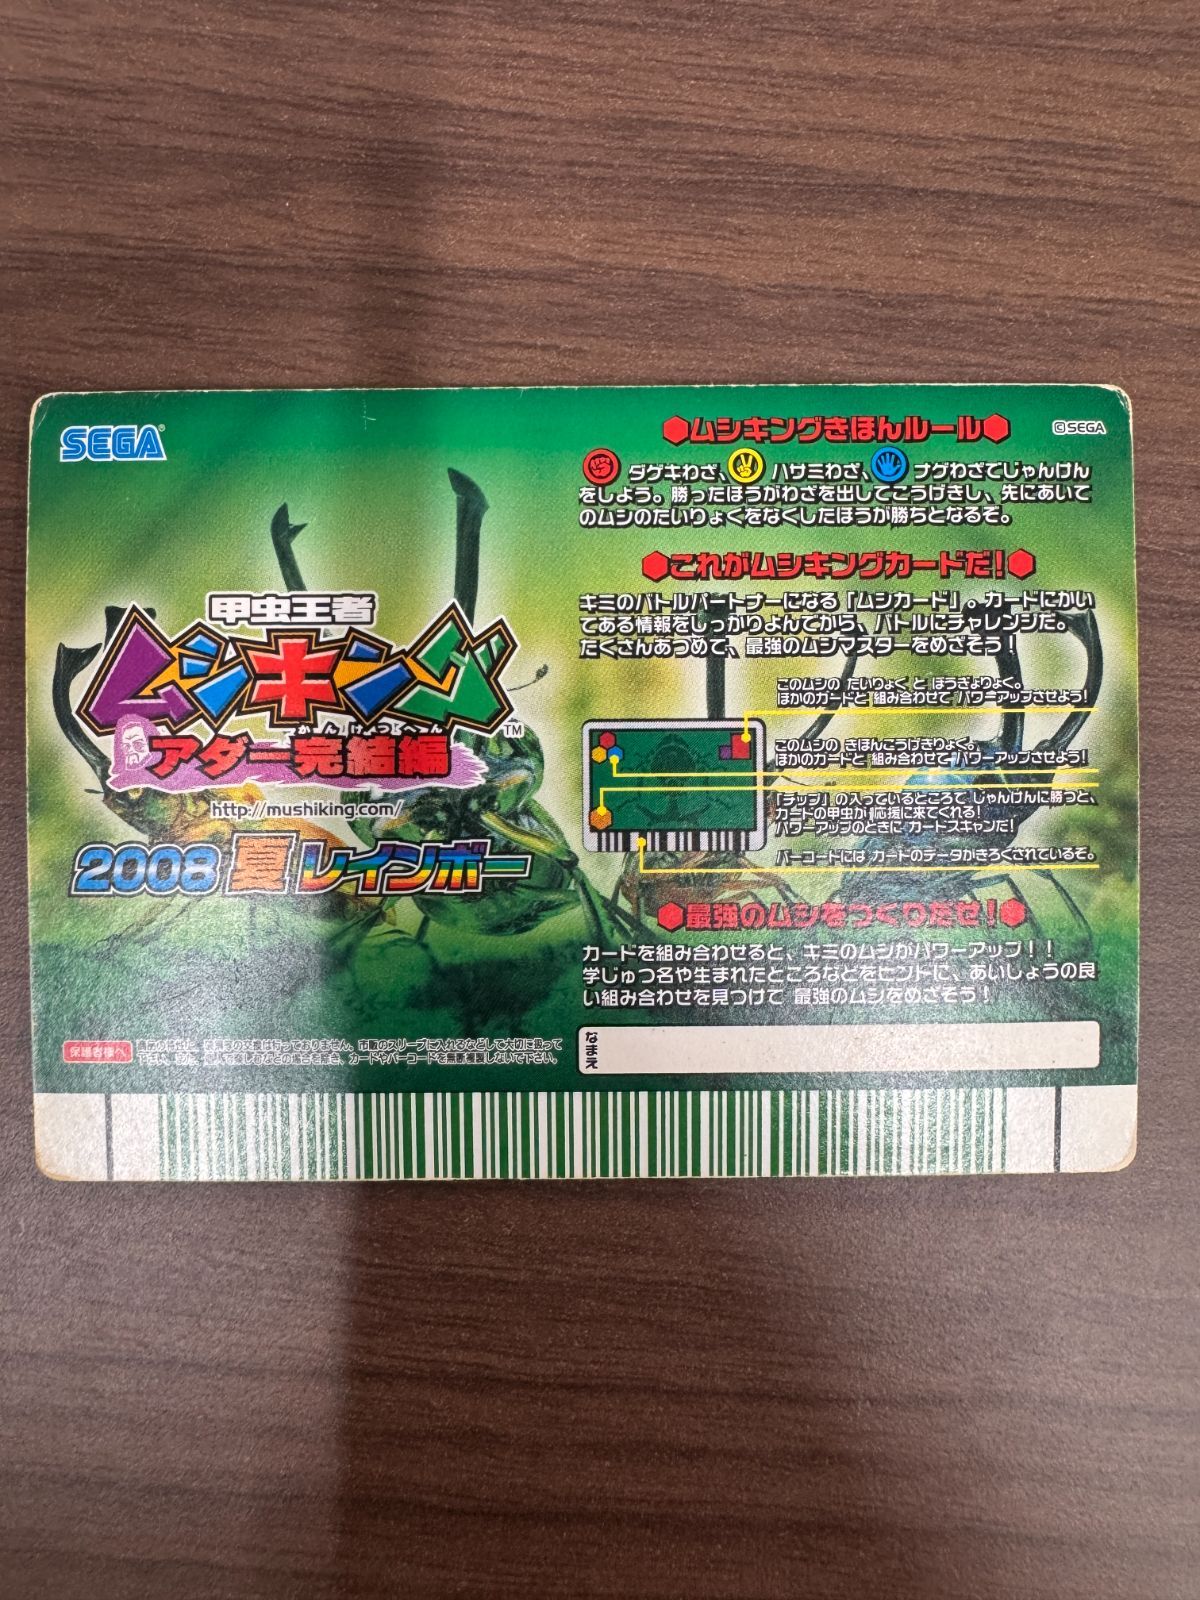 SEGA®
甲虫王者
ムシキング
TM
かんけつへん
アダー完結編
http://mushiking.com/
2008 夏 レインボー
保護者様へ
©SEGA
ムシキングきほんルール
ダゲキわざ、ハサミわざ、ナゲわざでじゃんけん
をしよう。勝ったほうがわざを出してこうげきし、先にあいて
のムシのたいりょくをなくしたほうが勝ちとなるぞ。
これがムシキングカードだ！
キミのバトルパートナーになる「ムシカード」。カードにかい
てある情報をしっかりよんでから、バトルにチャレンジだ。
たくさんあつめて、最強のムシマスターをめざそう！
このムシの たいりょく と ぼうぎょりょく。
ほかのカードと 組み合わせて パワーアップさせよう！
このムシの きほんこうげきりょく。
ほかのカードと 組み合わせて パワーアップさせよう！
「チップ」の入っているところで じゃんけんに勝つと、
カードの甲虫が 応援に来てくれる！
パワーアップのときに カードスキャンだ！
バーコードには カードのデータがきろくされているぞ。
最強のムシをつくりだせ！
カードを組み合わせると、キミのムシがパワーアップ！！
学じゅつ名や生まれたところなどをヒントに、あいしょうの良
い組み合わせを見つけて 最強のムシをめざそう！
なまえ